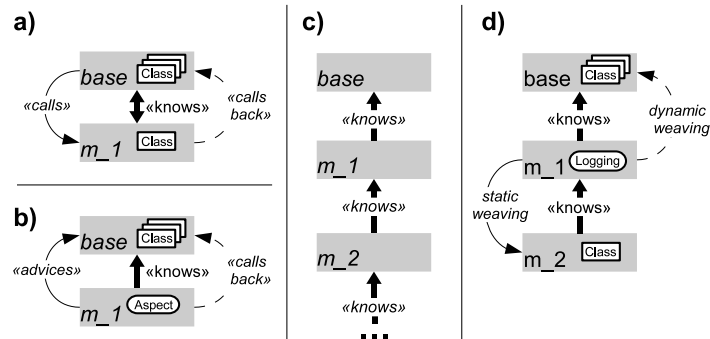 a)
base
Class
«calls»
«knows»
«calls
back»
m_1
Class
b)
base
Class
«advices»
«knows»
«calls
back»
m_1
Aspect
c)
base
«knows»
m_1
«knows»
m_2
«knows»
d)
base
Class
«knows»
dynamic
weaving
m_1
Logging
static
weaving
«knows»
m_2
Class